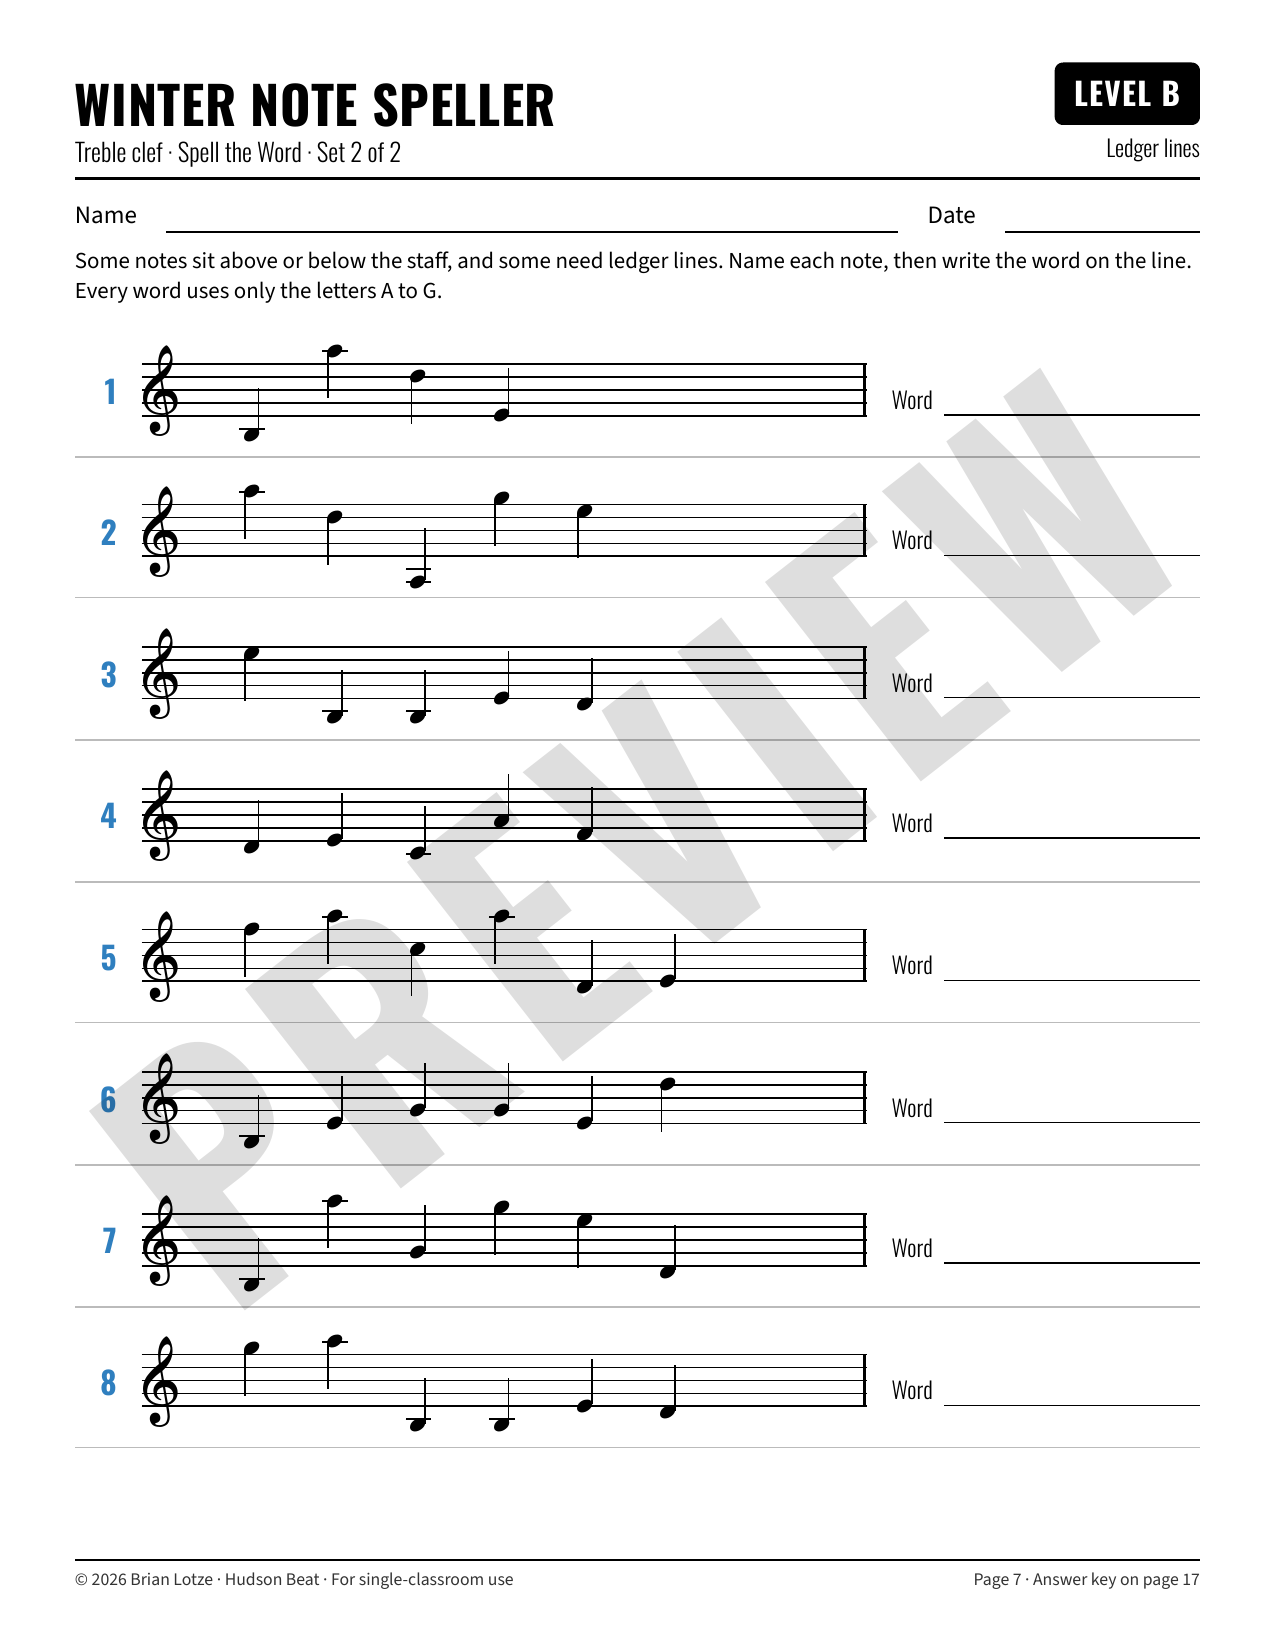 WINTER NOTE SPELLER
LEVEL B
Treble clef · Spell the Word · Set 2 of 2
Ledger lines
Name
Date
Some notes sit above or below the staff, and some need ledger lines. Name each note, then write the word on the line.
Every word uses only the letters A to G.
1
Word
2
Word
3
Word
4
Word
5
Word
6
Word
7
Word
8
Word
PREVIEW
© 2026 Brian Lotze · Hudson Beat · For single-classroom use
Page 7 · Answer key on page 17